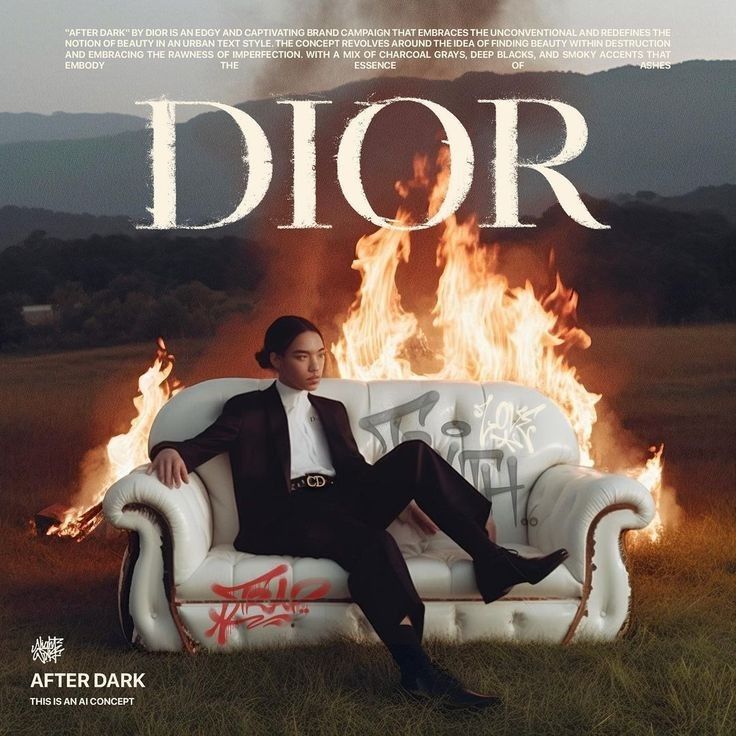 "AFTER DARK" BY DIOR IS AN EDGY AND CAPTIVATING BRAND CAMPAIGN THAT EMBRACES THE UNCONVENTIONAL AND REDEFINES THE
NOTION OF BEAUTY IN AN URBAN TEXT STYLE. THE CONCEPT REVOLVES AROUND THE IDEA OF FINDING BEAUTY WITHIN DESTRUCTION
AND EMBRACING THE RAWNESS OF IMPERFECTION. WITH A MIX OF CHARCOAL GRAYS, DEEP BLACKS, AND SMOKY ACCENTS THAT
EMBODY THE ESSENCE OF ASHES
DIOR
CD
AFTER DARK
THIS IS AN AI CONCEPT